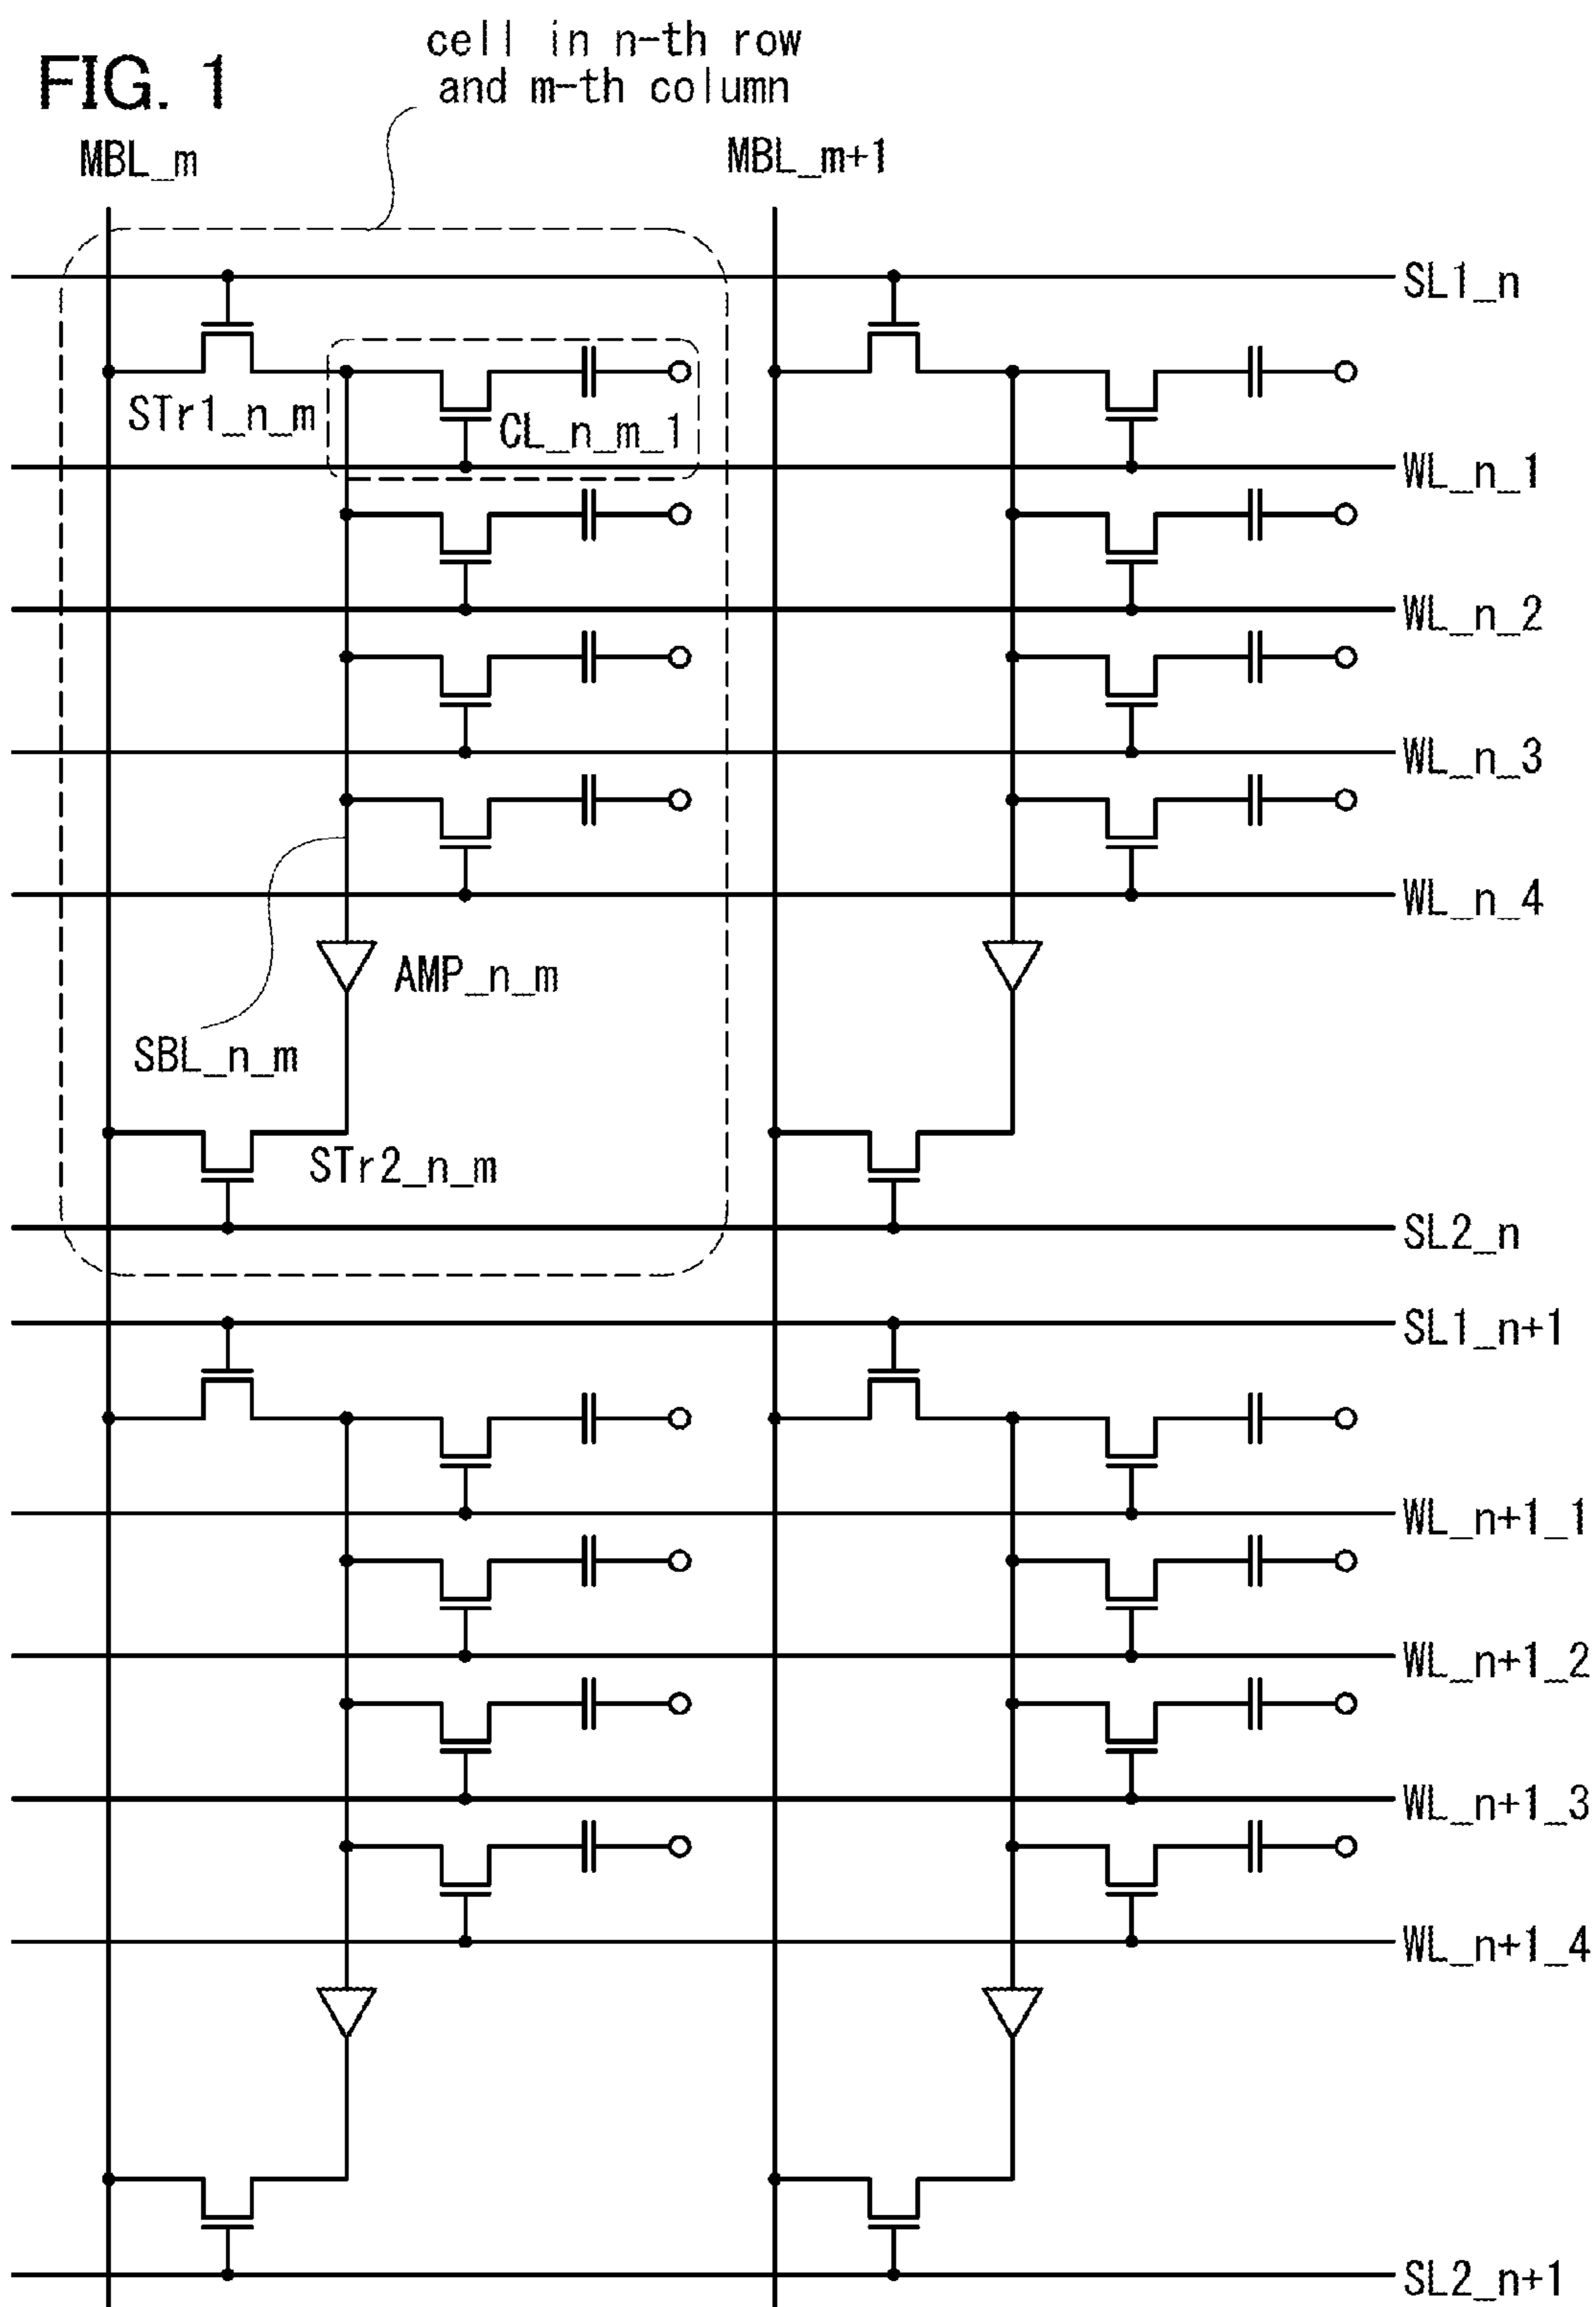 FIG. 1
cell in n-th row
and m-th column
MBL_m
MBL_m+1
SL1_n
STr1_n_m
CL_n_m_1
WL_n_1
WL_n_2
WL_n_3
WL_n_4
AMP_n_m
SBL_n_m
STr2_n_m
SL2_n
SL1_n+1
WL_n+1_1
WL_n+1_2
WL_n+1_3
WL_n+1_4
SL2_n+1